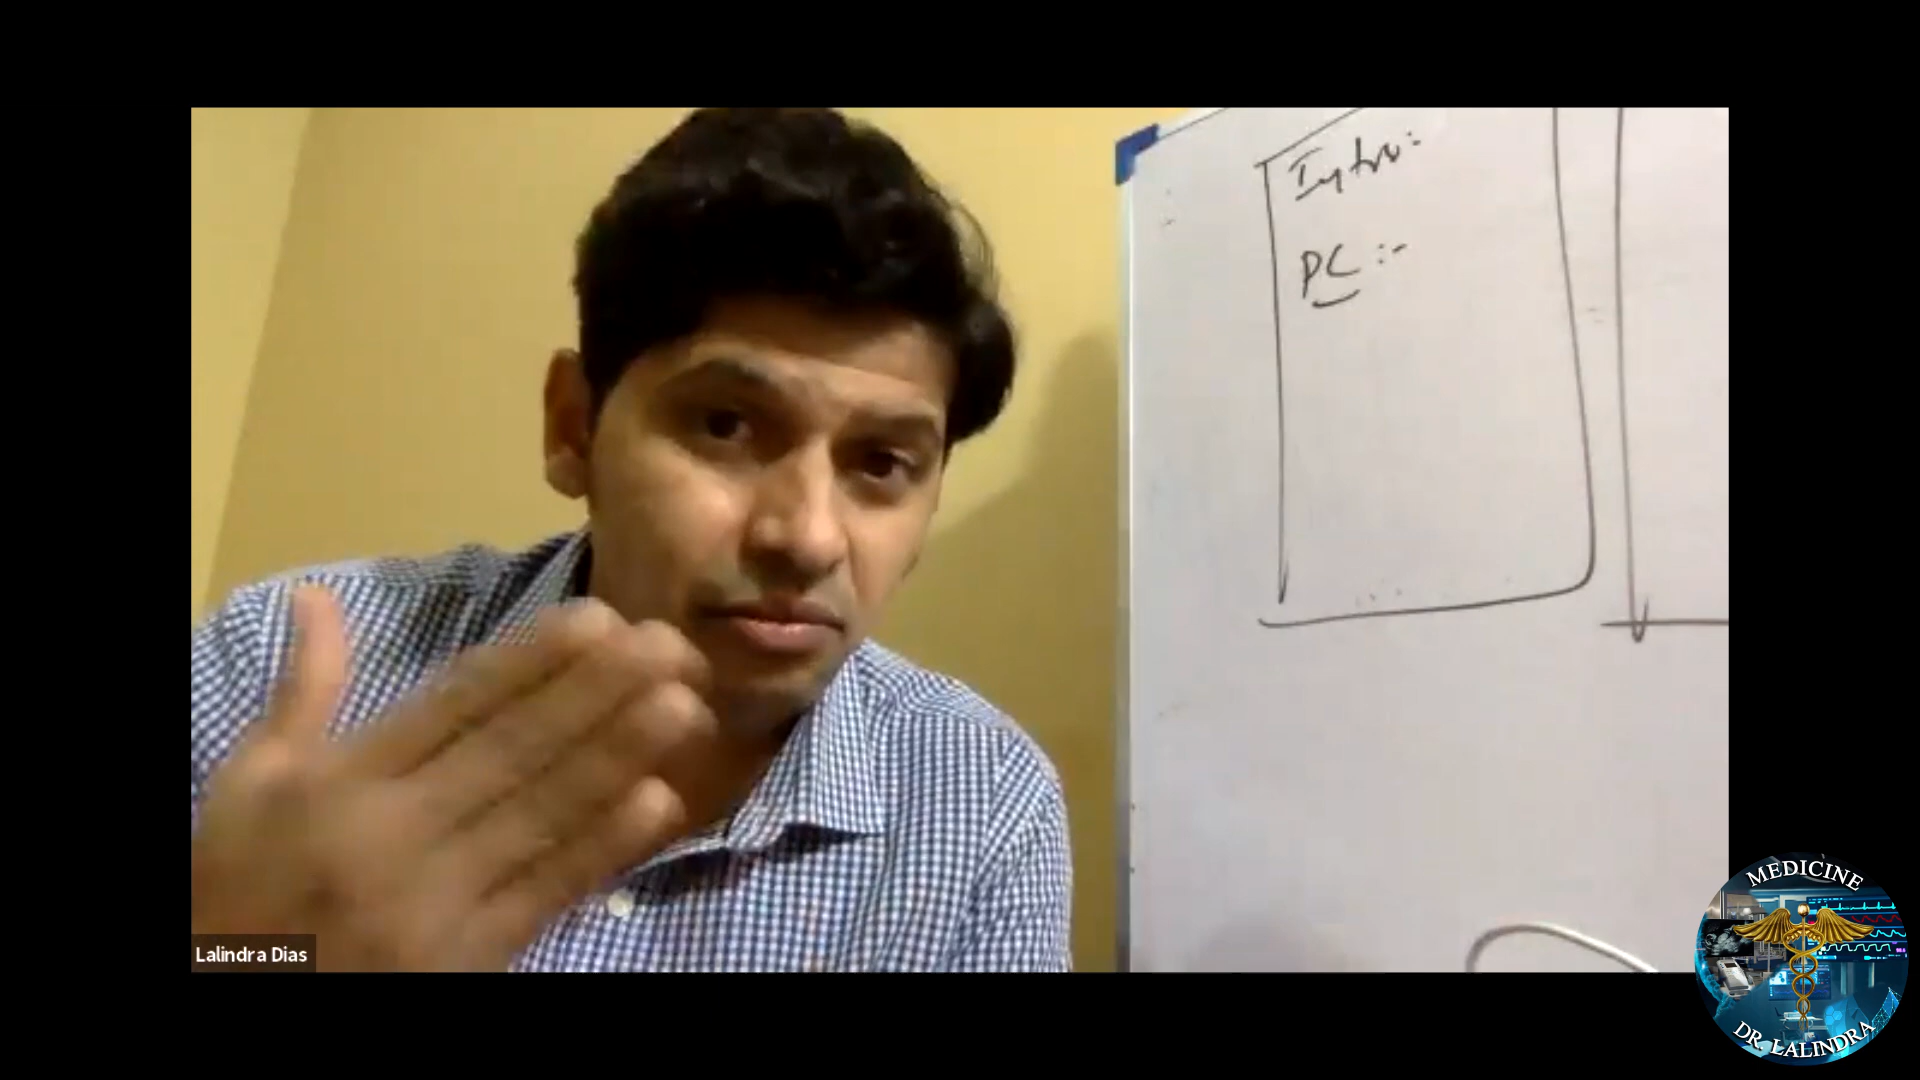 Intro:
PC :-
Lalindra Dias
MEDICINE
DR. LALINDRA